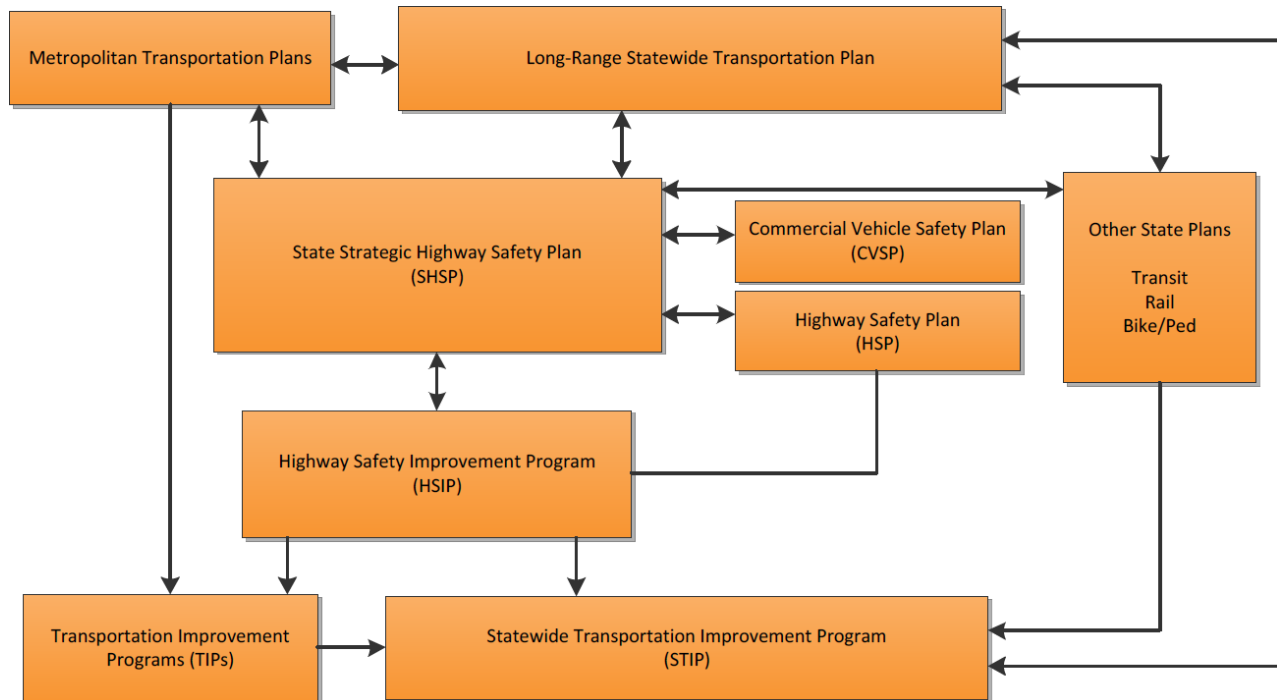 Metropolitan Transportation Plans
Long-Range Statewide Transportation Plan
State Strategic Highway Safety Plan
(SHSP)
Commercial Vehicle Safety Plan
(CVSP)
Highway Safety Plan
(HSP)
Other State Plans
Transit
Rail
Bike/Ped
Highway Safety Improvement Program
(HSIP)
Transportation Improvement
Programs (TIPs)
Statewide Transportation Improvement Program
(STIP)